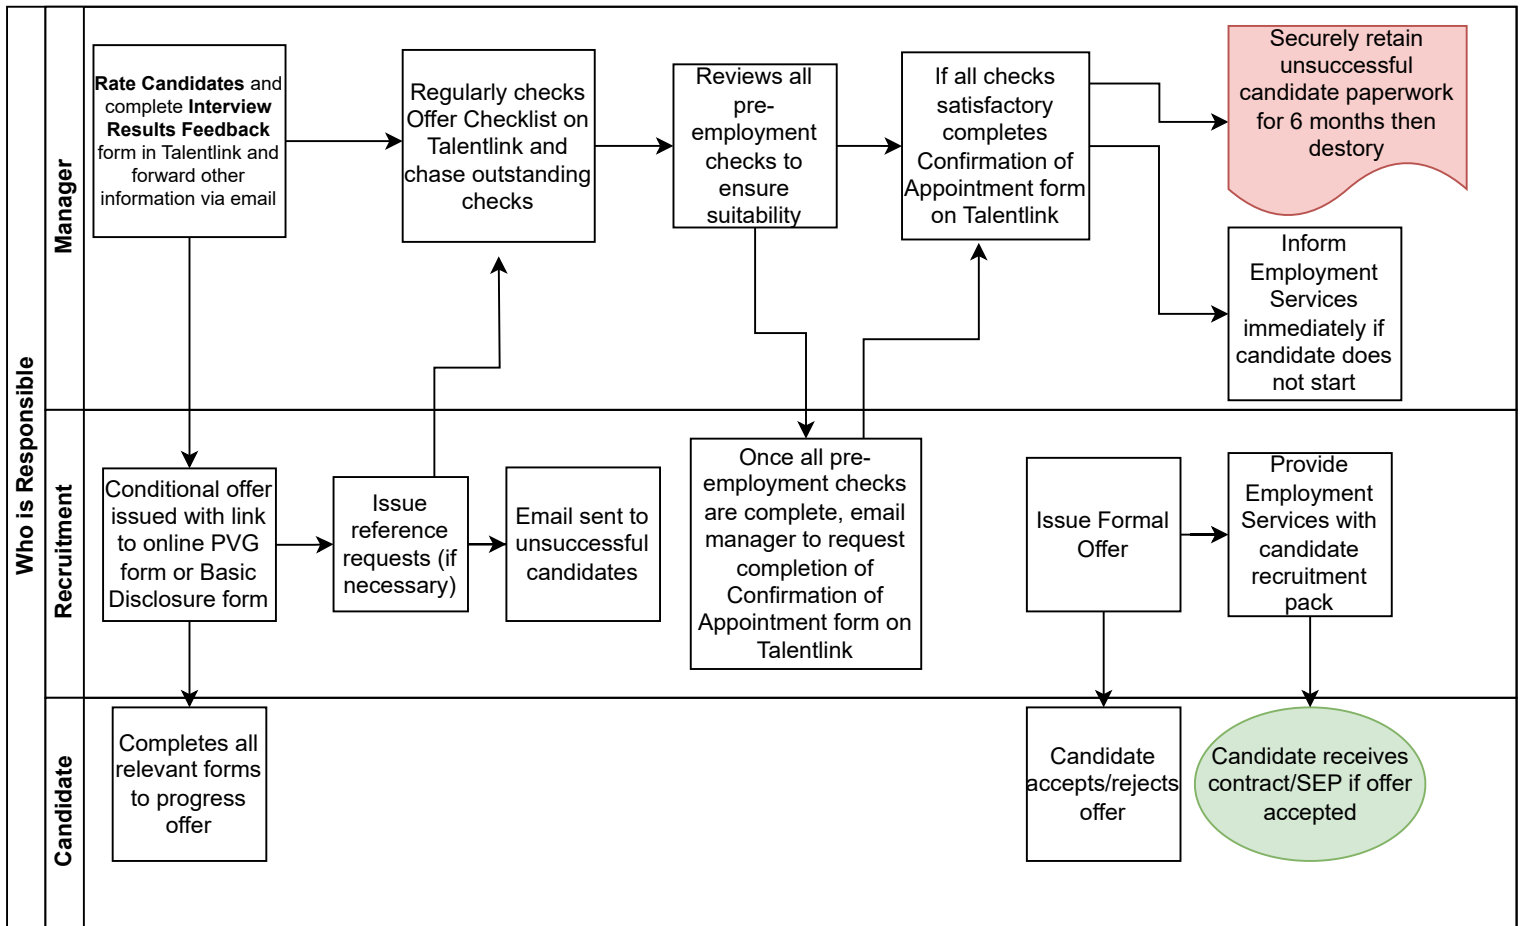 Who is Responsible
Manager
Rate Candidates and
complete Interview
Results Feedback
form in Talentlink and
forward other
information via email
Regularly checks
Offer Checklist on
Talentlink and
chase outstanding
checks
Reviews all
pre-
employment
checks to
ensure
suitability
If all checks
satisfactory
completes
Confirmation of
Appointment form
on Talentlink
Securely retain
unsuccessful
candidate paperwork
for 6 months then
destory
Inform
Employment
Services
immediately if
candidate does
not start
Recruitment
Conditional offer
issued with link
to online PVG
form or Basic
Disclosure form
Issue
reference
requests (if
necessary)
Email sent to
unsuccessful
candidates
Once all pre-
employment checks
are complete, email
manager to request
completion of
Confirmation of
Appointment form on
Talentlink
Issue Formal
Offer
Provide
Employment
Services with
candidate
recruitment
pack
Candidate
Completes all
relevant forms
to progress
offer
Candidate
accepts/rejects
offer
Candidate receives
contract/SEP if offer
accepted